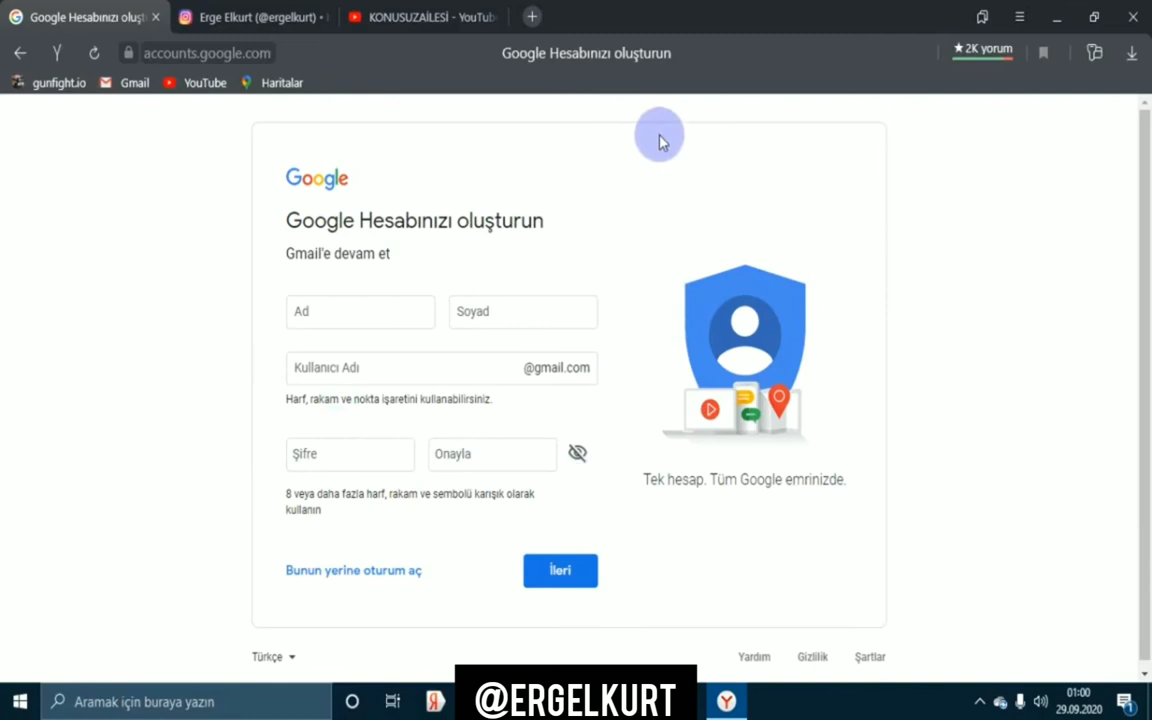 Google Hesabınızı oluşt
Erge Elkurt (@ergelkurt) •
KONUSUZAİLESİ - YouTub
accounts.google.com
Google Hesabınızı oluşturun
★ 2K yorum
gunfight.io
Gmail
YouTube
Haritalar
Google
Google Hesabınızı oluşturun
Gmail'e devam et
Ad
Soyad
Kullanıcı Adı
@gmail.com
Harf, rakam ve nokta işaretini kullanabilirsiniz.
Şifre
Onayla
8 veya daha fazla harf, rakam ve sembolü karışık olarak
kullanın
Tek hesap. Tüm Google emrinizde.
Bunun yerine oturum aç
İleri
Türkçe
Yardım
Gizlilik
Şartlar
Aramak için buraya yazın
@ERGELKURT
01:00
29.09.2020
1